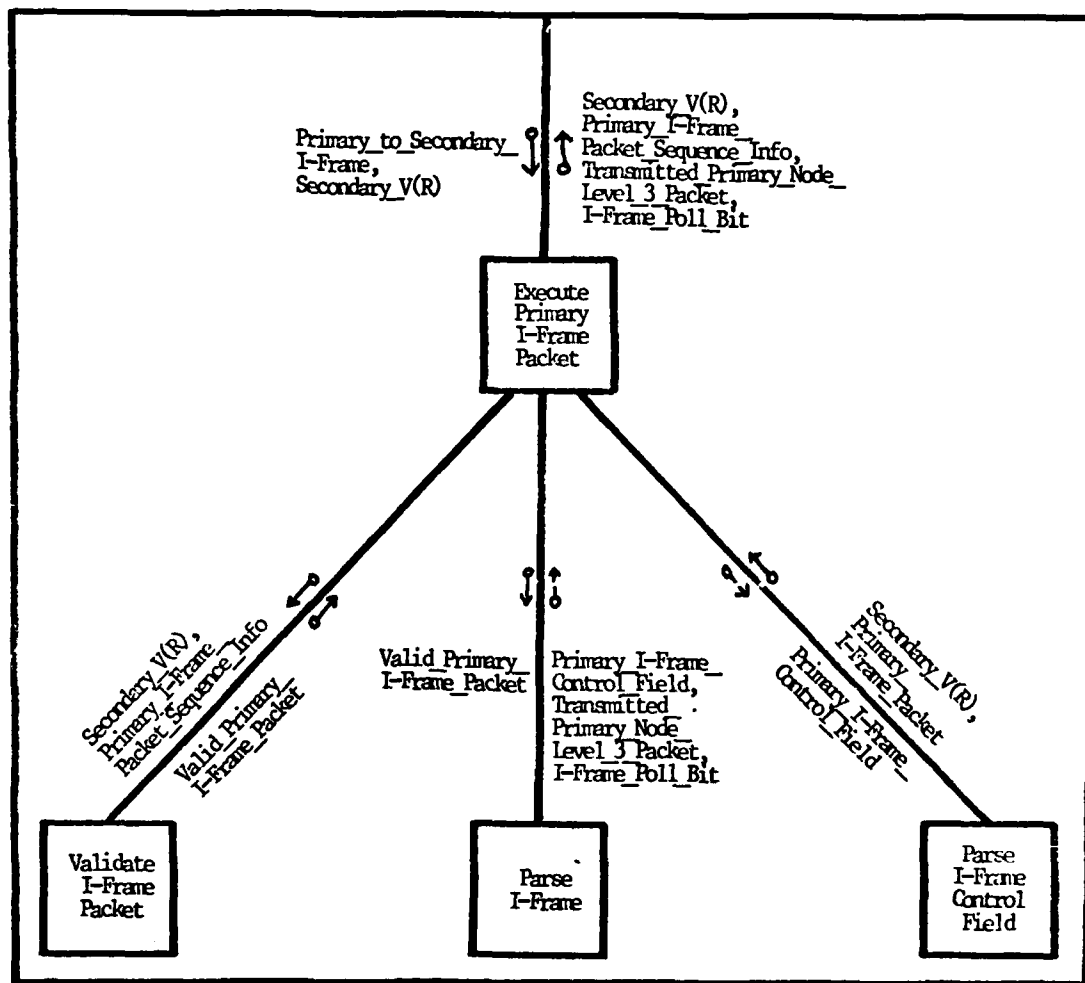 Primary_to_Secondary_
I-Frame,
Secondary_V(R)
Secondary_V(R),
Primary_I-Frame_
Packet_Sequence_Info,
Transmitted_Primary_Node_
Level_3_Packet,
I-Frame_Poll_Bit
Execute
Primary
I-Frame
Packet
Secondary_V(R),
Primary_I-Frame_
Packet_Sequence_Info
Valid_Primary_
I-Frame_Packet
Valid_Primary_
I-Frame_Packet
Primary_I-Frame_
Control_Field,
Transmitted_
Primary_Node_
Level_3_Packet,
I-Frame_Poll_Bit
Secondary_V(R),
Primary_
I-Frame_Packet
Primary_I-Frame_
Control_Field
Validate
I-Frame
Packet
Parse
I-Frame
Parse
I-Frame
Control
Field